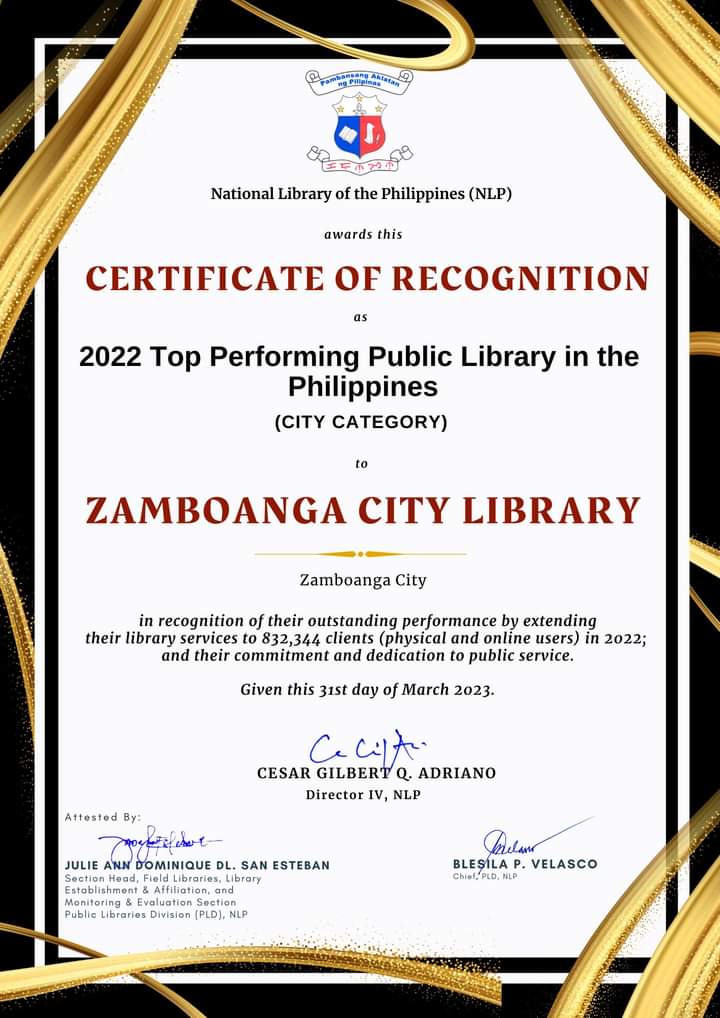 Pambansang Aklatan
ng Pilipinas
National Library of the Philippines (NLP)
awards this
CERTIFICATE OF RECOGNITION
as
2022 Top Performing Public Library in the
Philippines
(CITY CATEGORY)
to
ZAMBOANGA CITY LIBRARY
Zamboanga City
in recognition of their outstanding performance by extending
their library services to 832,344 clients (physical and online users) in 2022;
and their commitment and dedication to public service.
Given this 31st day of March 2023.
CESAR GILBERT Q. ADRIANO
Director IV, NLP
Attested By:
JULIE ANN DOMINIQUE DL. SAN ESTEBAN
Section Head, Field Libraries, Library
Establishment & Affiliation, and
Monitoring & Evaluation Section
Public Libraries Division (PLD), NLP
BLESILA P. VELASCO
Chief, PLD, NLP